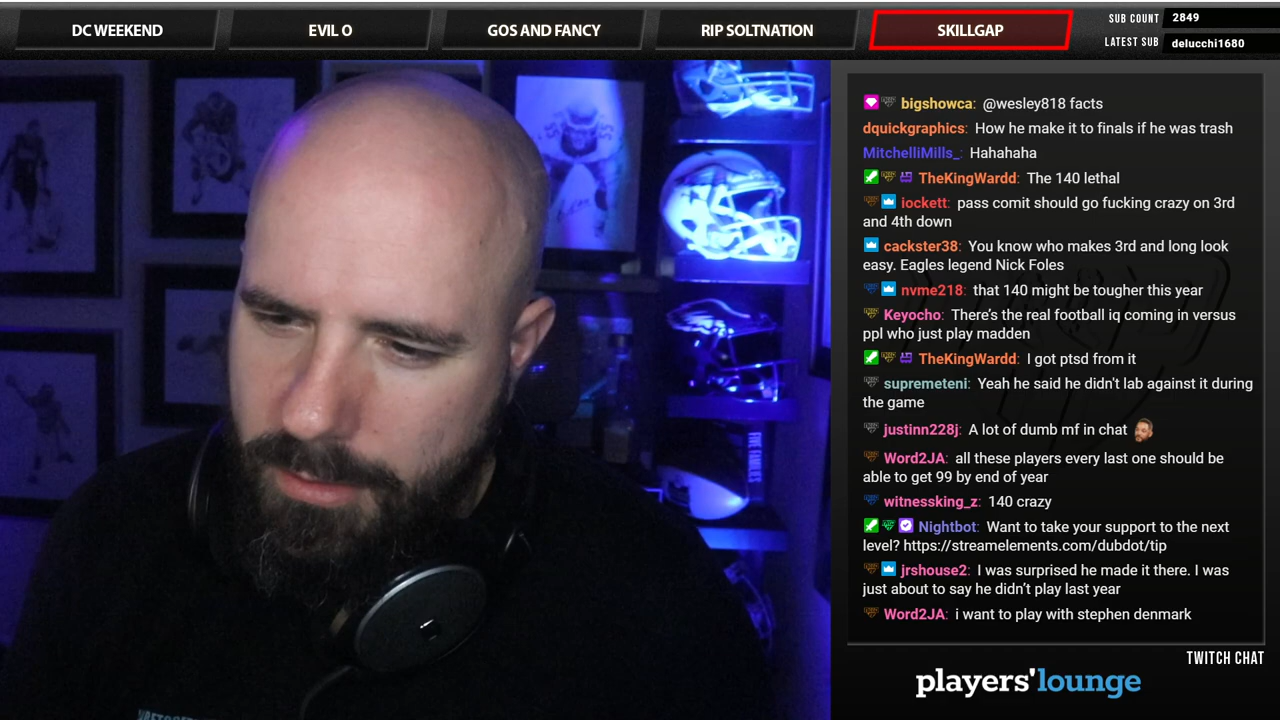 DC WEEKEND
EVIL O
GOS AND FANCY
RIP SOLTNATION
SKILLGAP
SUB COUNT 2849
LATEST SUB delucchi1680
bigshowca: @wesley818 facts
dquickgraphics: How he make it to finals if he was trash
MitchelliMills_: Hahahaha
TheKingWardd: The 140 lethal
iockett: pass comit should go fucking crazy on 3rd
and 4th down
cackster38: You know who makes 3rd and long look
easy. Eagles legend Nick Foles
nvme218: that 140 might be tougher this year
Keyocho: There's the real football iq coming in versus
ppl who just play madden
TheKingWardd: I got ptsd from it
supremeteni: Yeah he said he didn't lab against it during
the game
justinn228j: A lot of dumb mf in chat
Word2JA: all these players every last one should be
able to get 99 by end of year
witnessking_z: 140 crazy
Nightbot: Want to take your support to the next
level? https://streamelements.com/dubdot/tip
jrshouse2: I was surprised he made it there. I was
just about to say he didn't play last year
Word2JA: i want to play with stephen denmark
TWITCH CHAT
players'lounge
FIVE FAMILIES